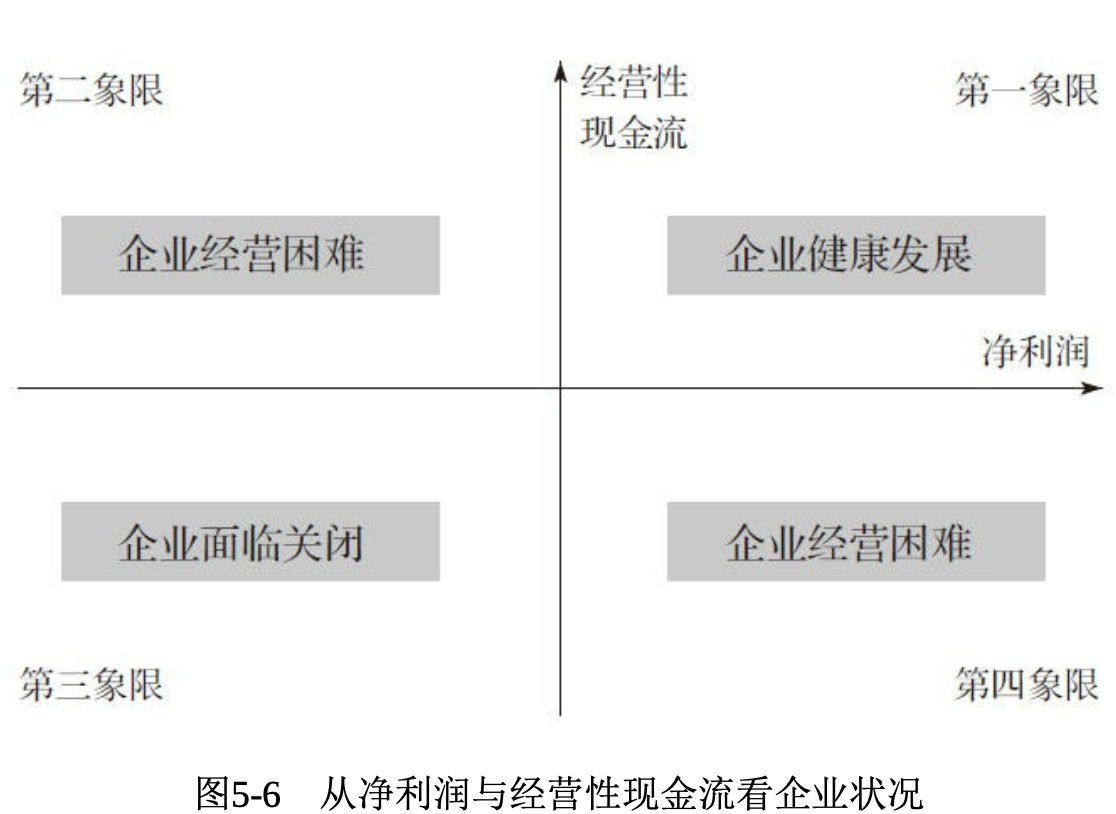 第二象限
经营性
现金流
第一象限
企业经营困难
企业健康发展
净利润
企业面临关闭
企业经营困难
第三象限
第四象限
图5-6 从净利润与经营性现金流看企业状况